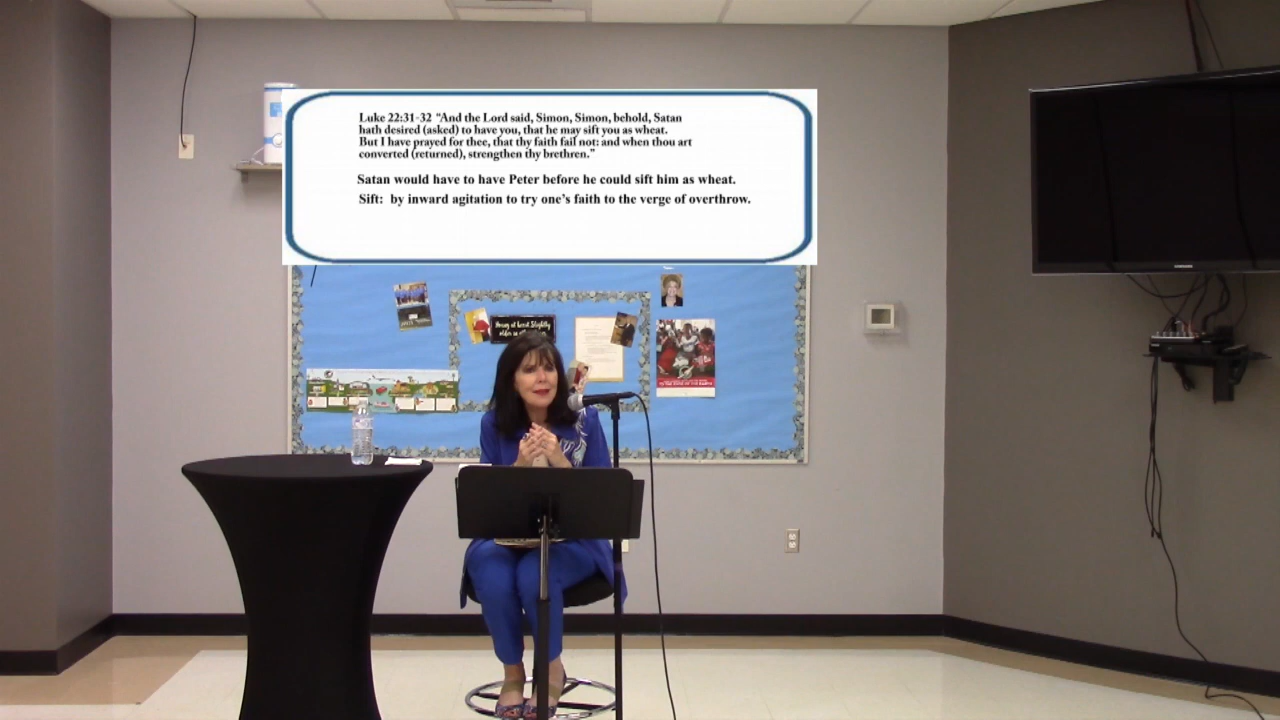 Luke 22:31-32 “And the Lord said, Simon, Simon, behold, Satan
hath desired (asked) to have you, that he may sift you as wheat.
But I have prayed for thee, that thy faith fail not: and when thou art
converted (returned), strengthen thy brethren.”
Satan would have to have Peter before he could sift him as wheat.
Sift: by inward agitation to try one’s faith to the verge of overthrow.